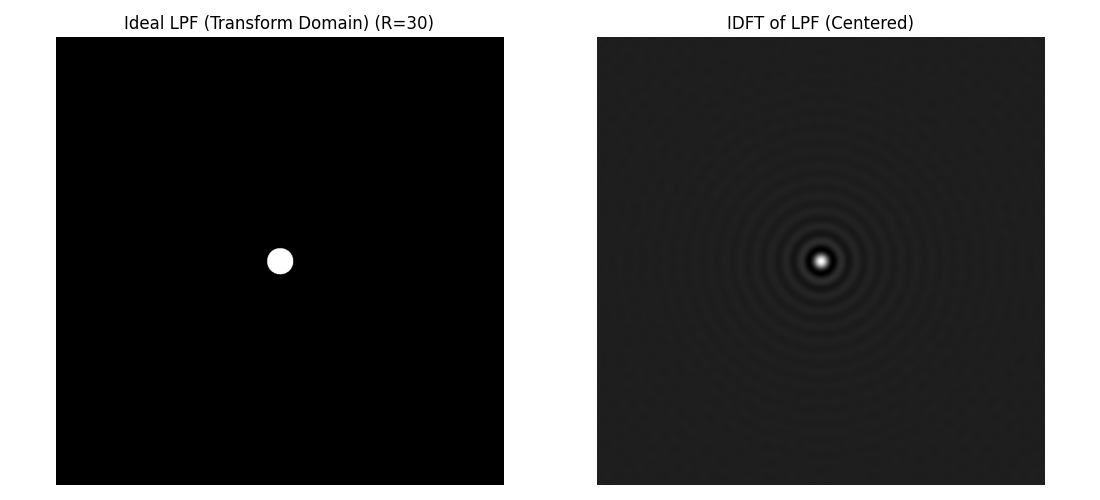 Ideal LPF (Transform Domain) (R=30)
IDFT of LPF (Centered)